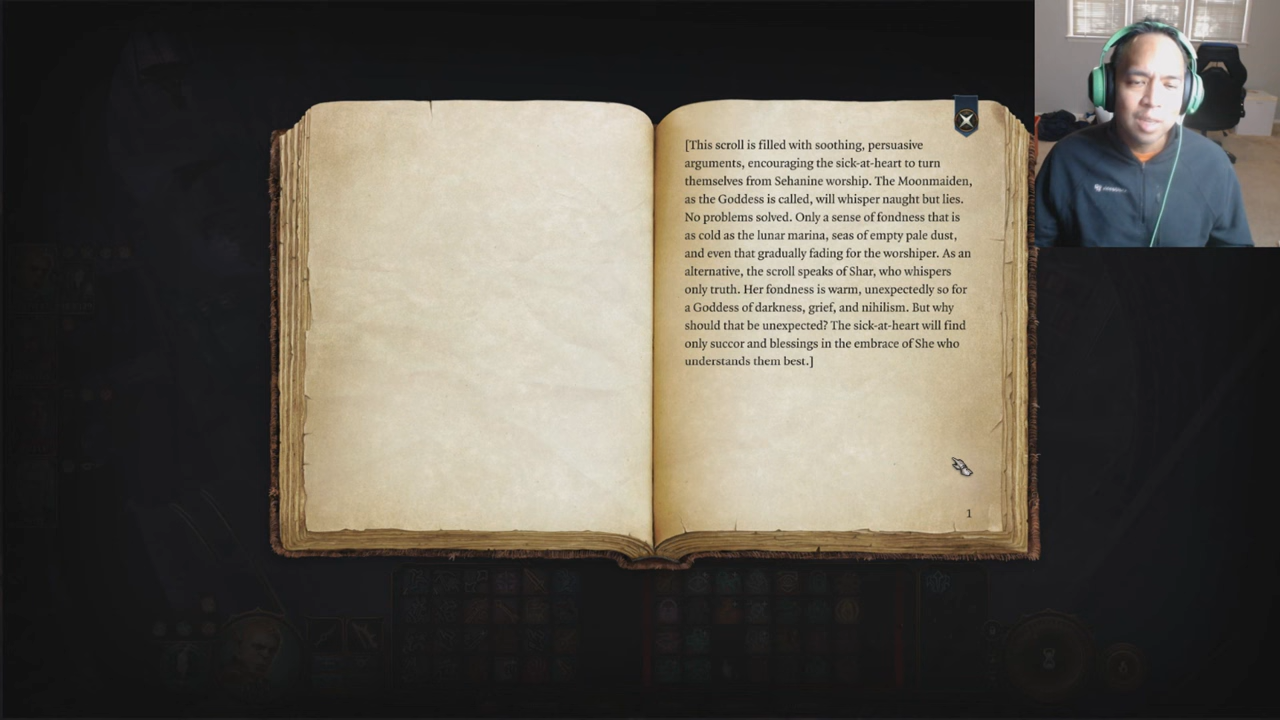 [This scroll is filled with soothing, persuasive
arguments, encouraging the sick-at-heart to turn
themselves from Sehanine worship. The Moonmaiden,
as the Goddess is called, will whisper naught but lies.
No problems solved. Only a sense of fondness that is
as cold as the lunar marina, seas of empty pale dust,
and even that gradually fading for the worshiper. As an
alternative, the scroll speaks of Shar, who whispers
only truth. Her fondness is warm, unexpectedly so for
a Goddess of darkness, grief, and nihilism. But why
should that be unexpected? The sick-at-heart will find
only succor and blessings in the embrace of She who
understands them best.]
1